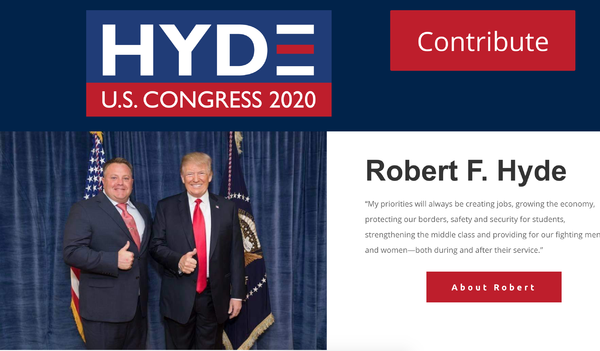 HYDE
U.S. CONGRESS 2020
Contribute
Robert F. Hyde
“My priorities will always be creating jobs, growing the economy,
protecting our borders, safety and security for students,
strengthening the middle class and providing for our fighting men
and women—both during and after their service.”
About Robert